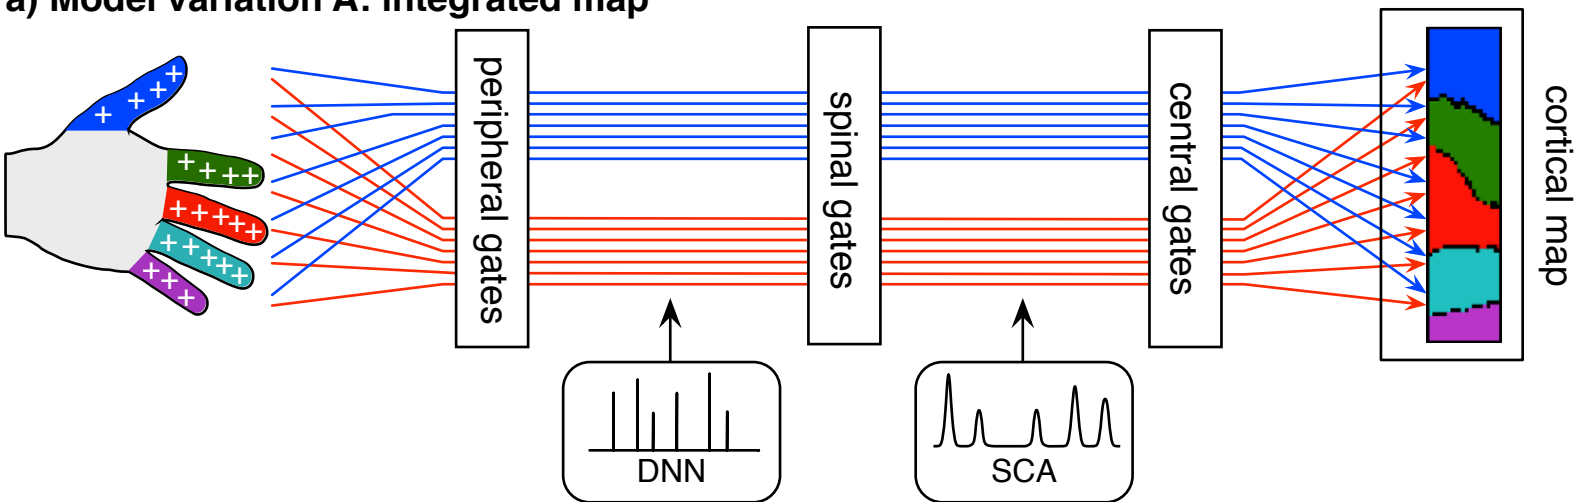 a) Model variation A: integrated map
peripheral gates
spinal gates
central gates
cortical map
DNN
SCA